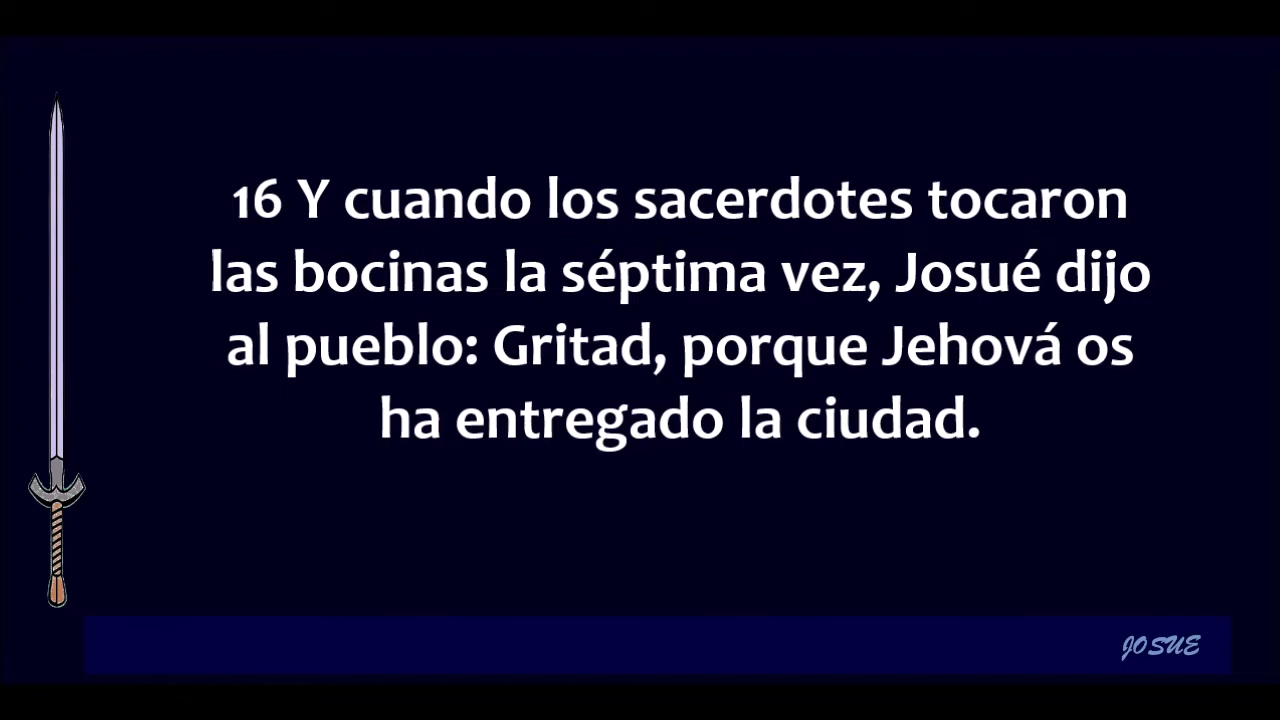 16 Y cuando los sacerdotes tocaron
las bocinas la séptima vez, Josué dijo
al pueblo: Gritad, porque Jehová os
ha entregado la ciudad.
JOSUE